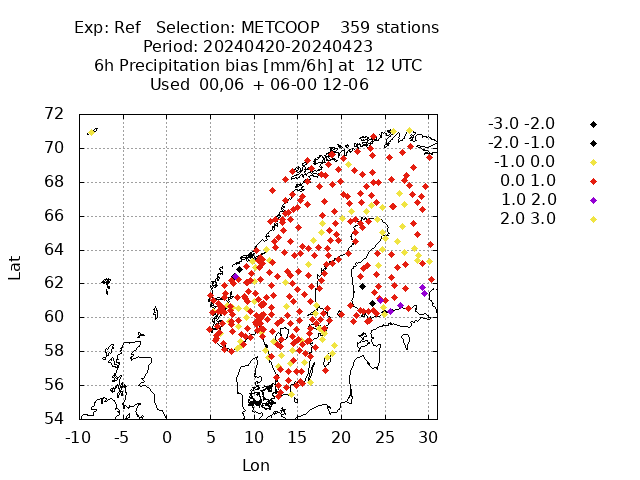 Exp: Ref   Selection: METCOOP    359 stations
Period: 20240420-20240423
6h Precipitation bias [mm/6h] at  12 UTC
Used  00,06  + 06-00 12-06
72
70
68
66
64
62
60
58
56
54
-10 -5 0 5 10 15 20 25 30
Lat
Lon
-3.0 -2.0
-2.0 -1.0
-1.0 0.0
0.0 1.0
1.0 2.0
2.0 3.0